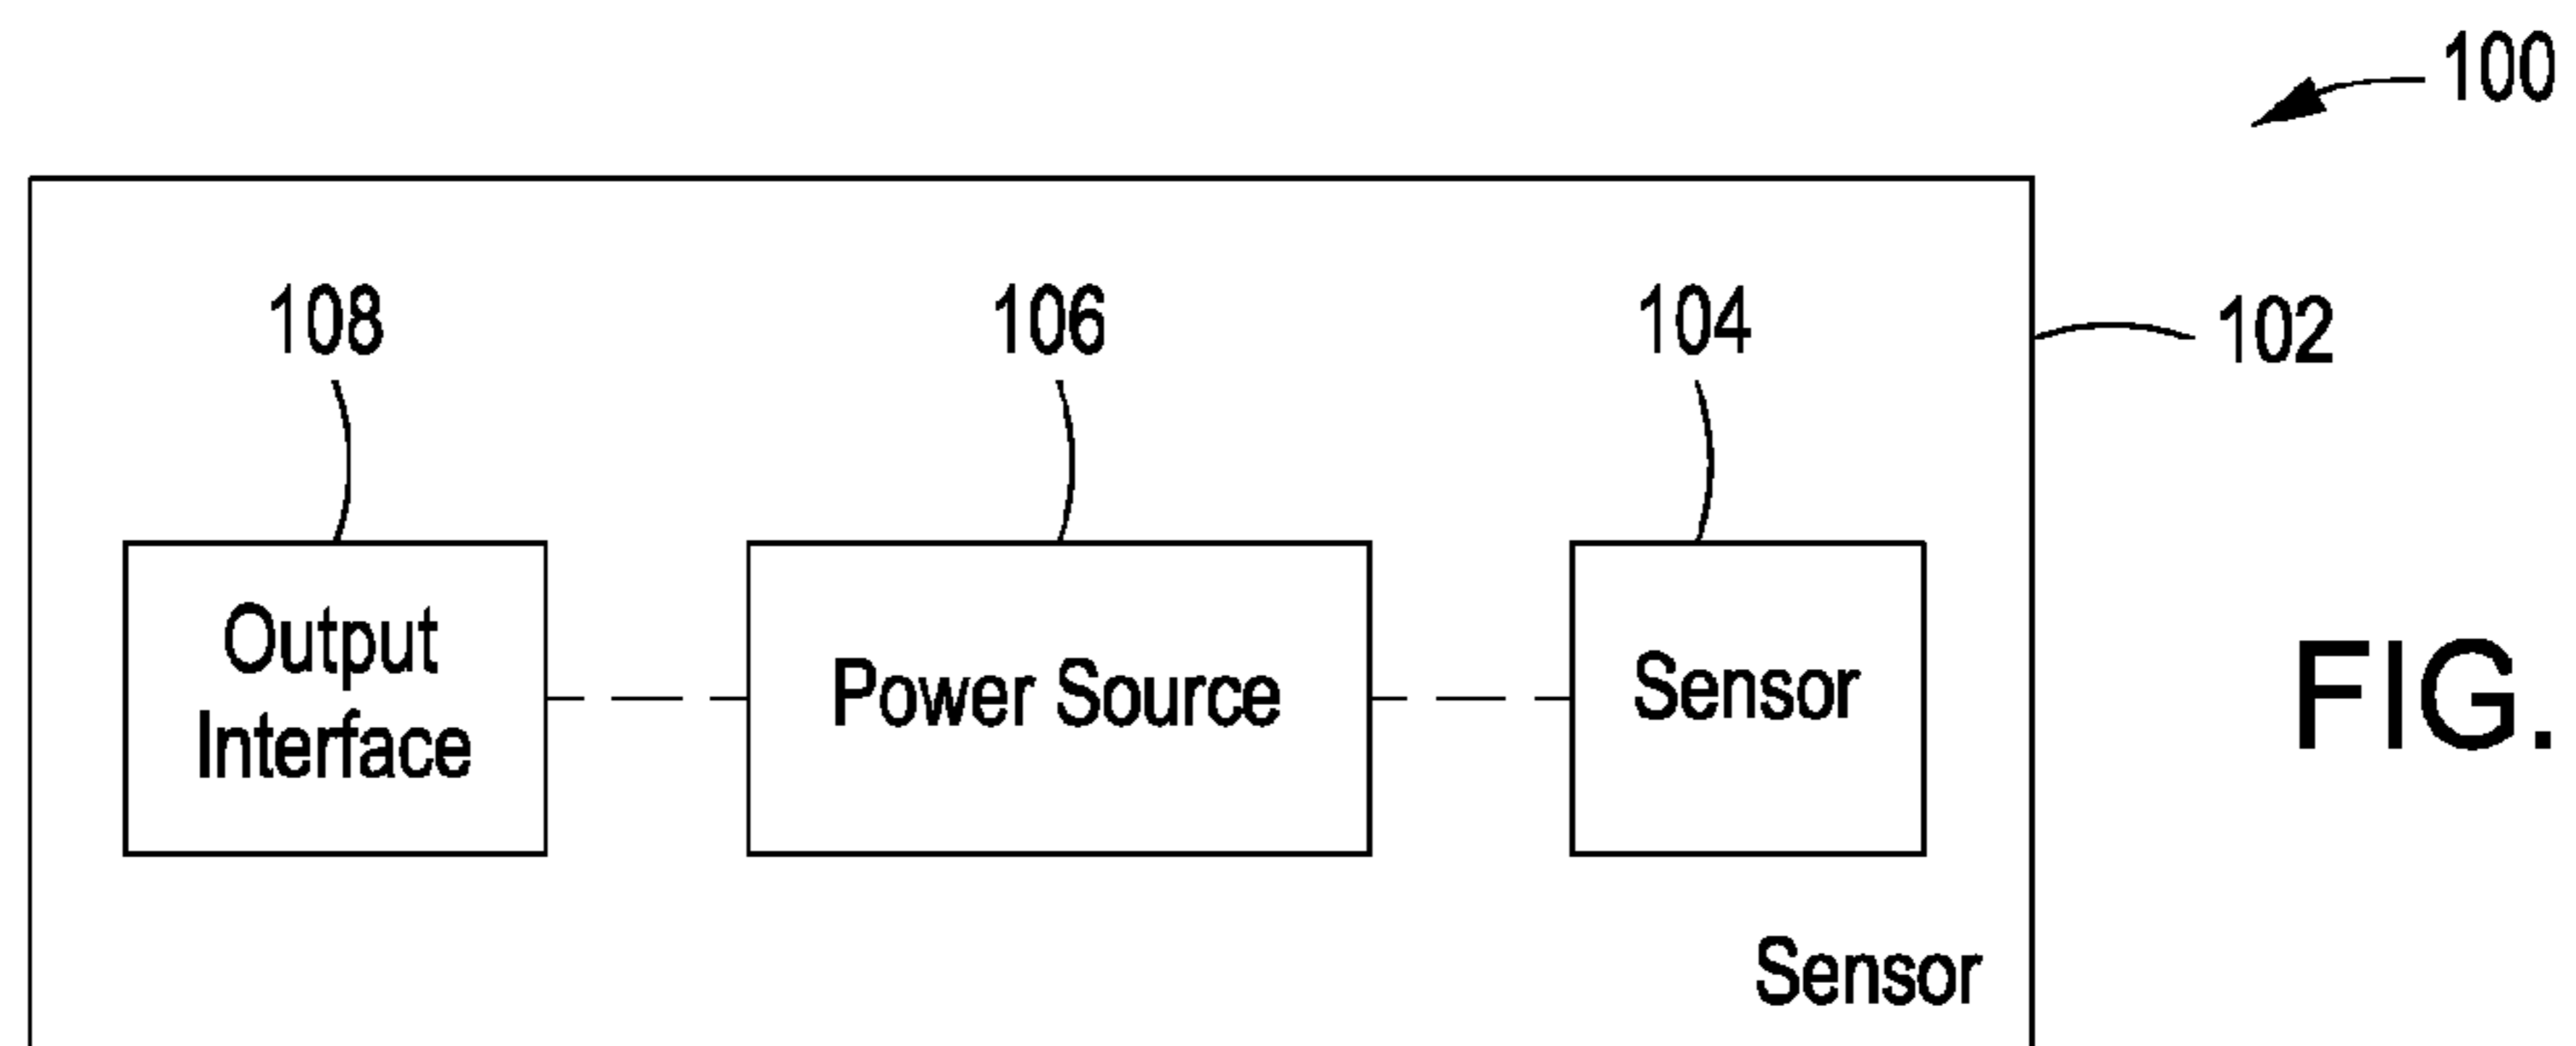 100
108
106
104
102
Output
Interface
Power Source
Sensor
FIG.
Sensor